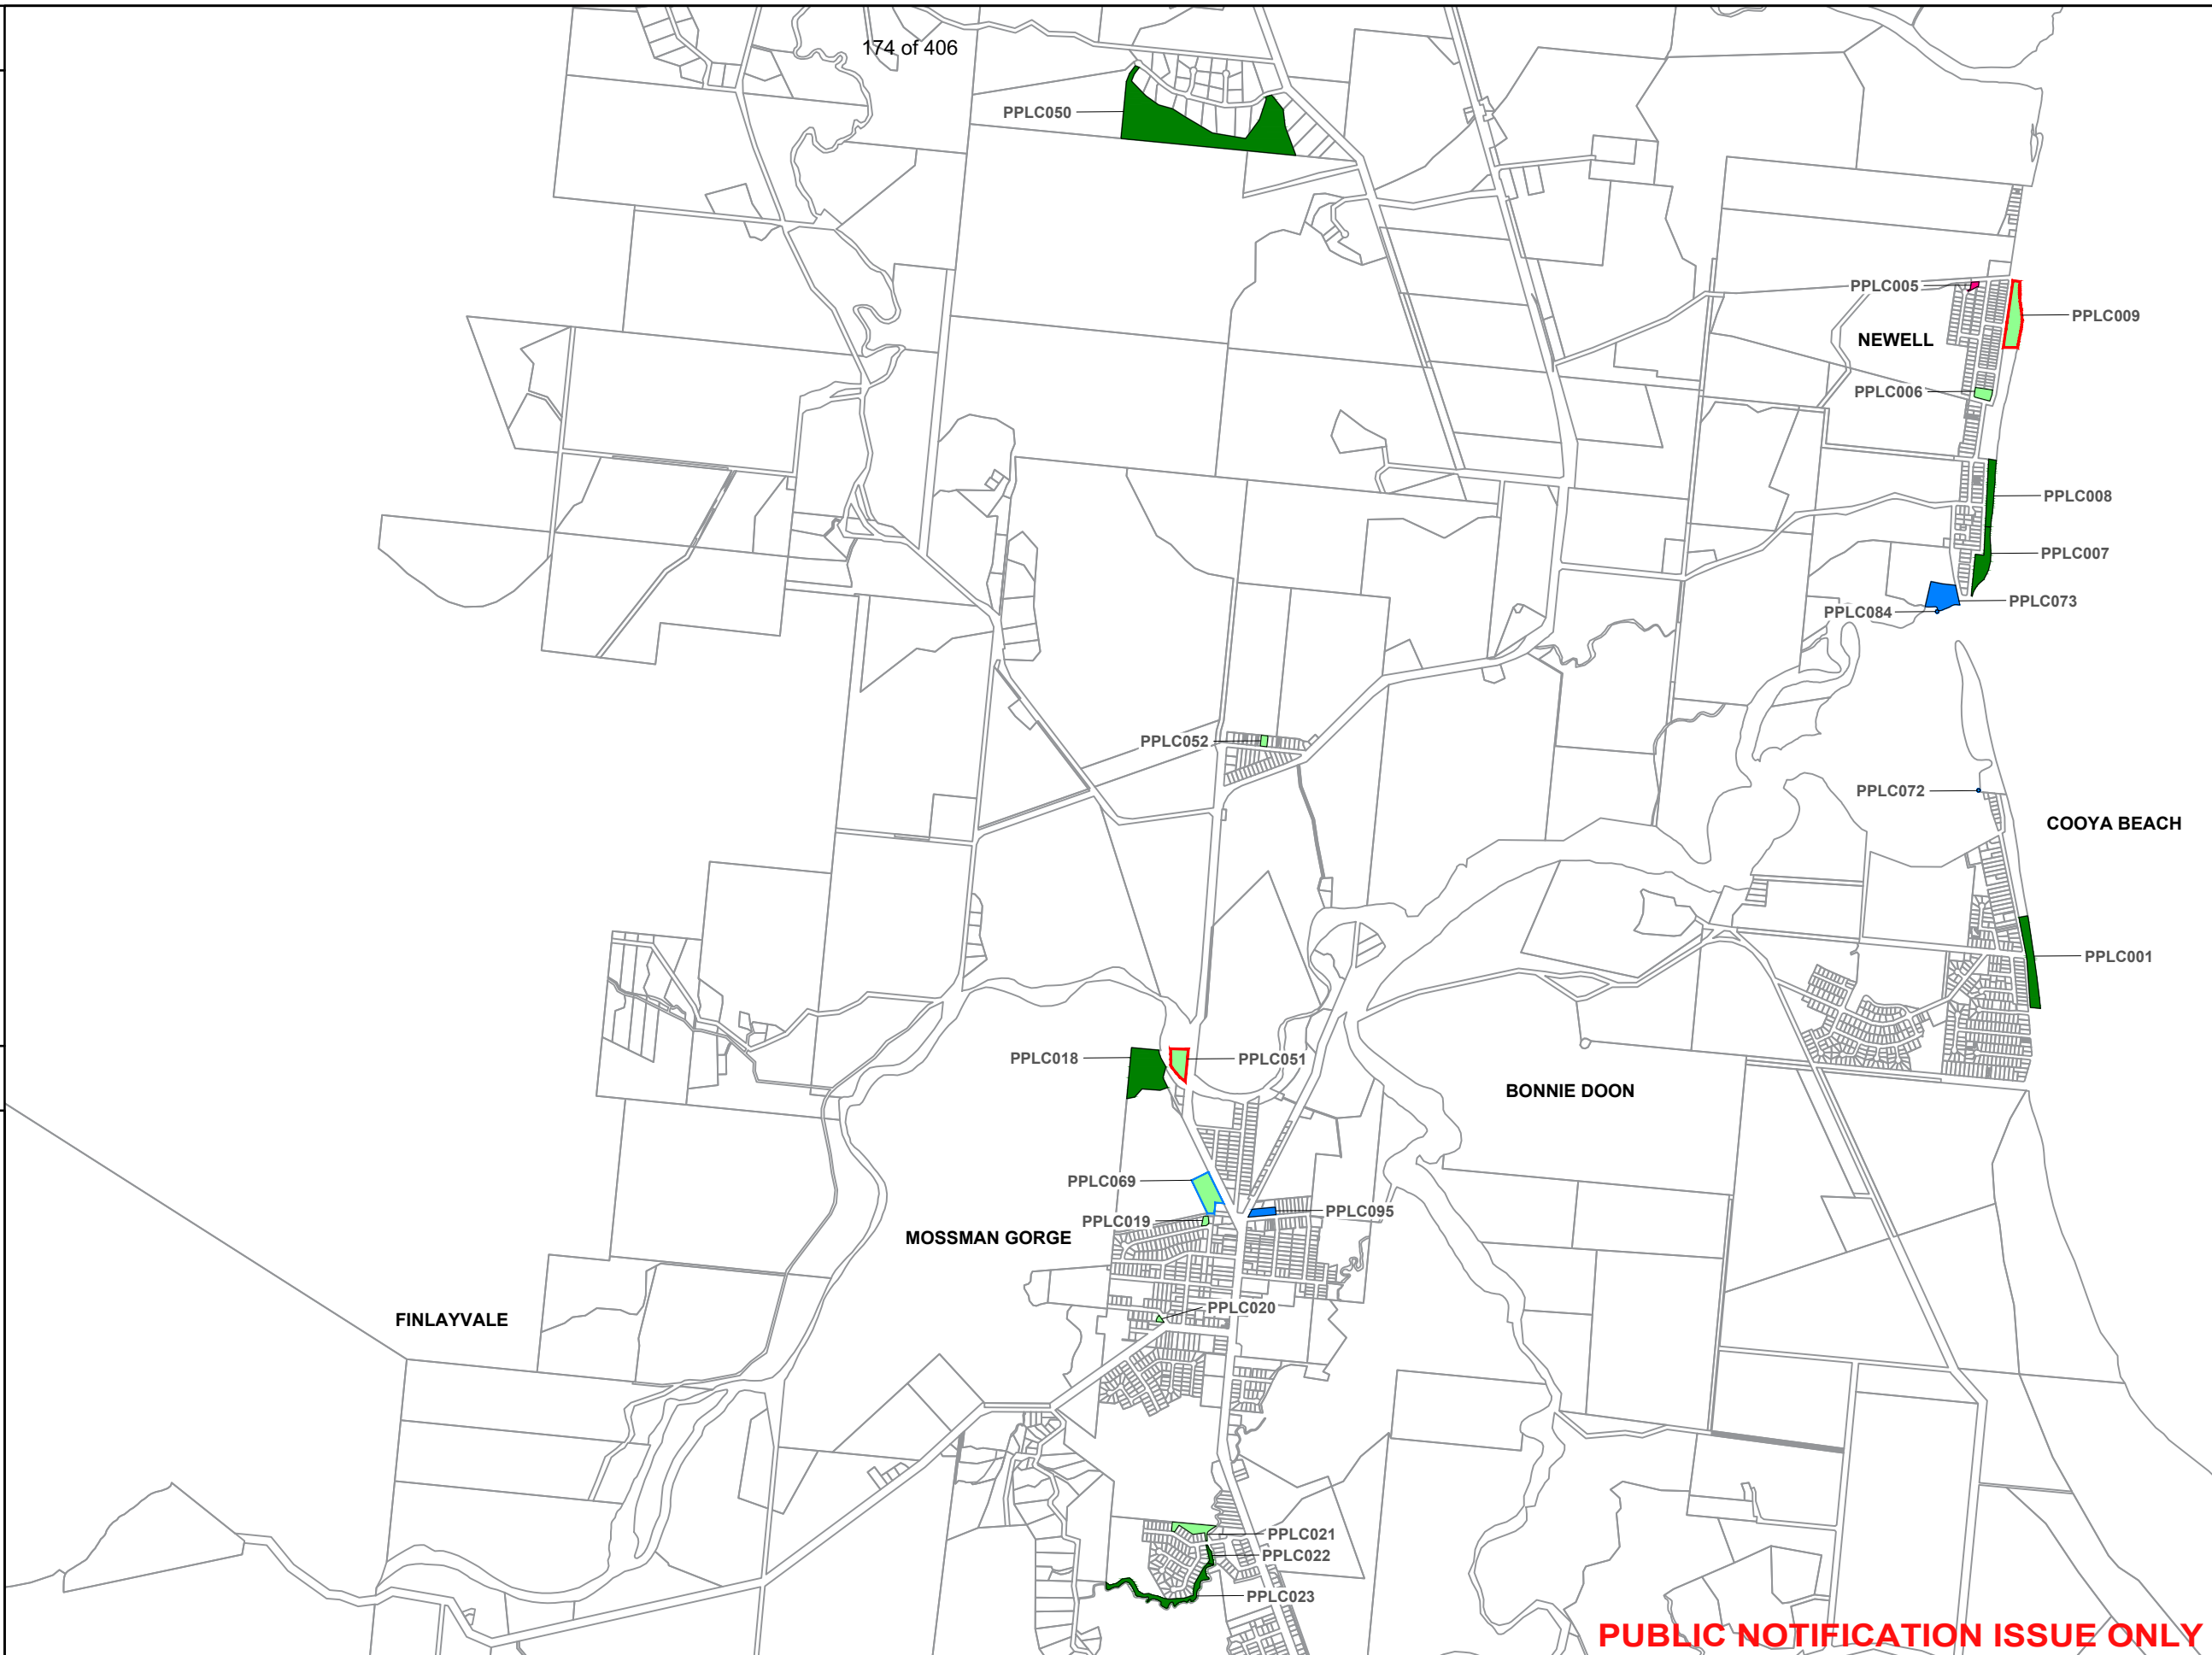 174 of 406
PPLC050
PPLC005
PPLC009
NEWELL
PPLC006
PPLC008
PPLC007
PPLC073
PPLC084
PPLC052
PPLC072
COOYA BEACH
PPLC001
PPLC018
PPLC051
BONNIE DOON
PPLC069
PPLC019
PPLC095
MOSSMAN GORGE
PPLC020
FINLAYVALE
PPLC021
PPLC022
PPLC023
PUBLIC NOTIFICATION ISSUE ONLY